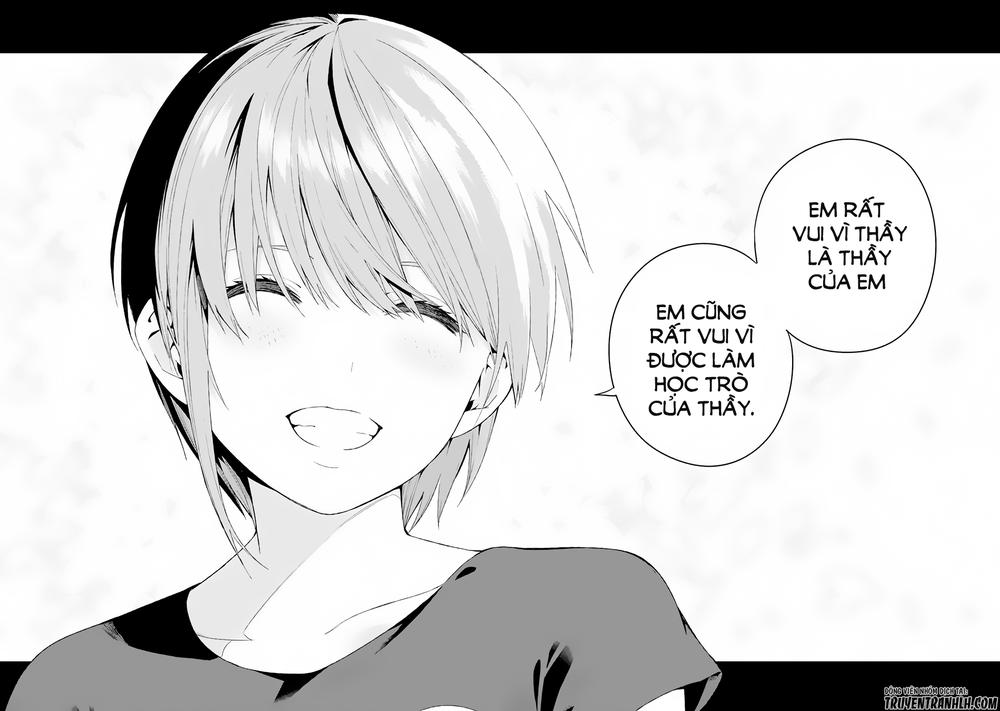 EM RẤT
VUI VÌ THẦY
LÀ THẦY
CỦA EM
EM CŨNG
RẤT VUI VÌ
ĐƯỢC LÀM
HỌC TRÒ
CỦA THẦY.
ĐỘNG VIÊN NHÓM DỊCH TẠI:
TRUYENTRANHLH.COM